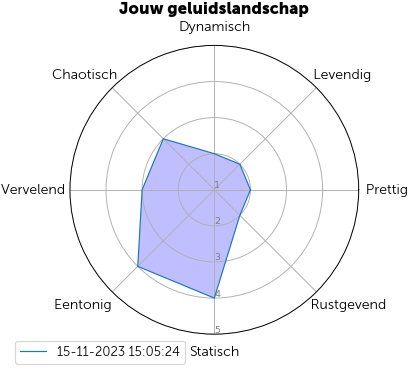 Jouw geluidslandschap
Dynamisch
Chaotisch
Levendig
Vervelend
1
Prettig
2
3
4
Eentonig
Rustgevend
5
15-11-2023 15:05:24
Statisch